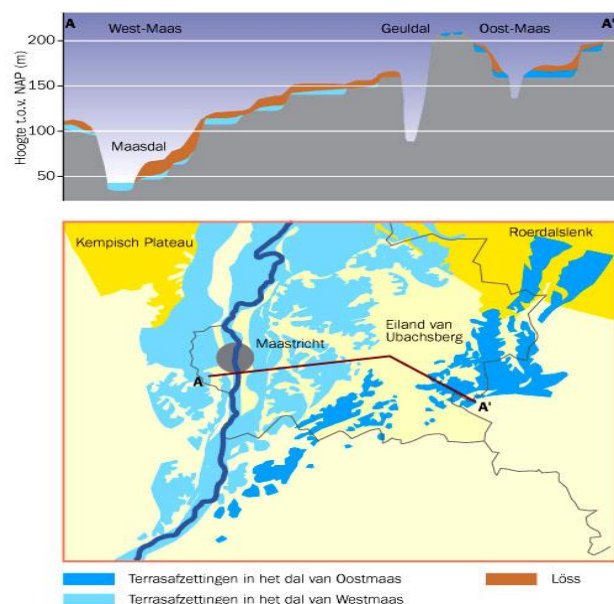 A West-Maas Geuldal Oost-Maas A'
200
150
100
50
Hoogte t.o.v. NAP (m)
Maasdal
Kempisch Plateau
Roerdalslenk
Eiland van
Ubachsberg
Maastricht
A
A'
Terrasafzettingen in het dal van Oostmaas
Löss
Terrasafzettingen in het dal van Westmaas